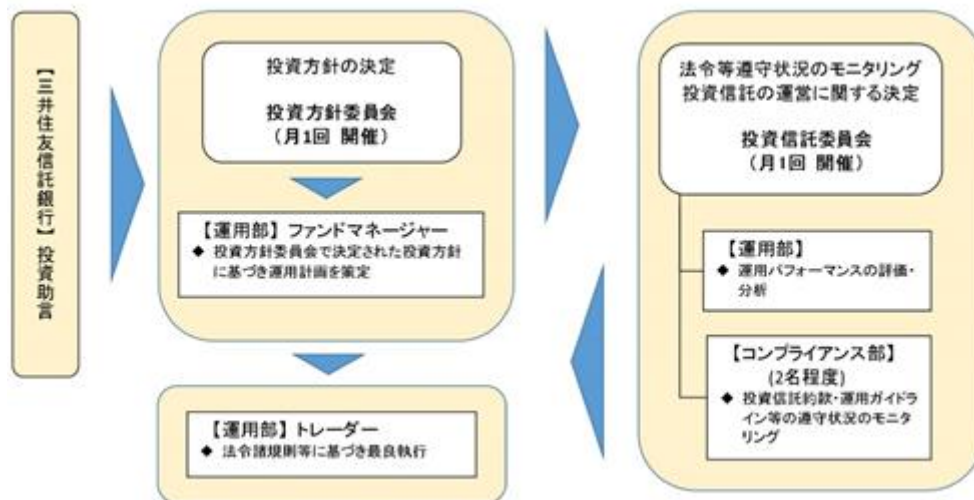 【三井住友信託銀行】投資助言
投資方針の決定
投資方針委員会
（月1回 開催）
【運用部】 ファンドマネージャー
◆ 投資方針委員会で決定された投資方針
に基づき運用計画を策定
【運用部】 トレーダー
◆ 法令諸規則等に基づき最良執行
法令等遵守状況のモニタリング
投資信託の運営に関する決定
投資信託委員会
（月1回 開催）
【運用部】
◆ 運用パフォーマンスの評価・
分析
【コンプライアンス部】
(2名程度)
◆ 投資信託約款・運用ガイドラ
イン等の遵守状況のモニタ
リング